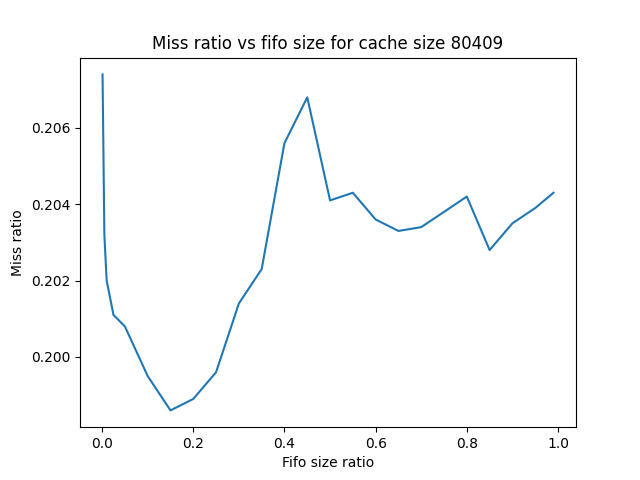 Miss ratio vs fifo size for cache size 80409
0.206
0.204
0.202
0.200
Miss ratio
0.0 0.2 0.4 0.6 0.8 1.0
Fifo size ratio